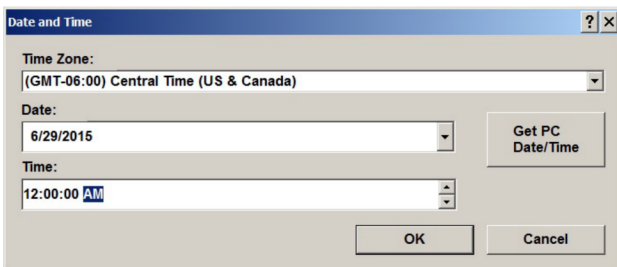 Date and Time
Time Zone:
(GMT-06:00) Central Time (US & Canada)
Date:
6/29/2015
Get PC
Date/Time
Time:
12:00:00 AM
OK
Cancel